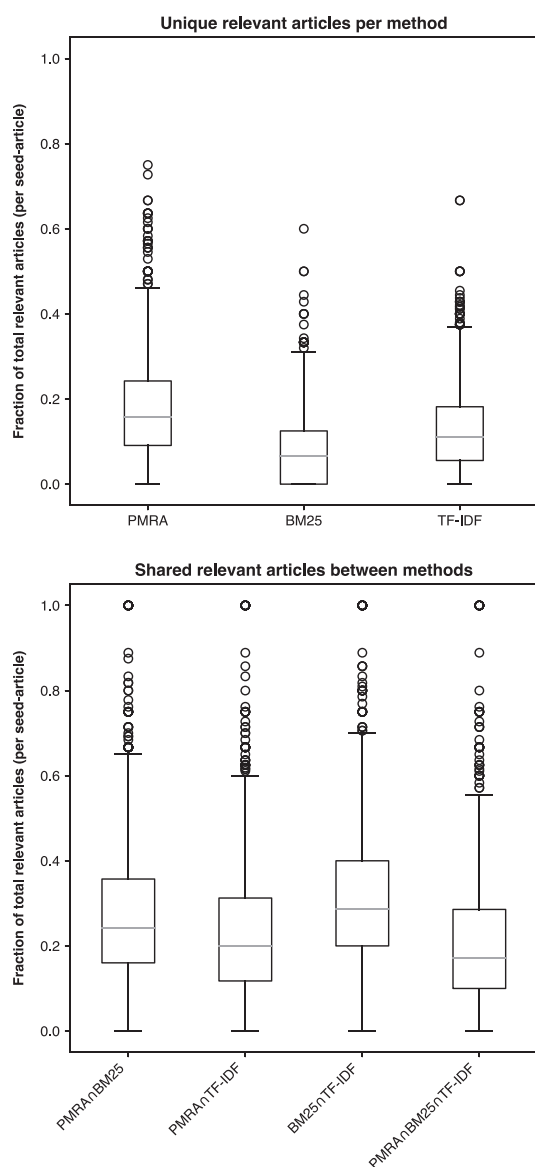 Unique relevant articles per method
Fraction of total relevant articles (per seed-article)
1.0
0.8
0.6
0.4
0.2
0.0
PMRA BM25 TF-IDF
Shared relevant articles between methods
Fraction of total relevant articles (per seed-article)
1.0
0.8
0.6
0.4
0.2
0.0
PMRA∩BM25
PMRA∩TF-IDF
BM25∩TF-IDF
PMRA∩BM25∩TF-IDF